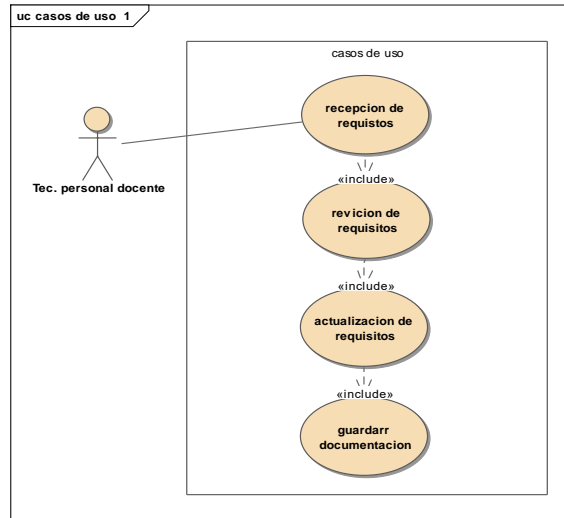 uc casos de uso 1
casos de uso
recepcion de
requistos
Tec. personal docente
«include»
revicion de
requisitos
«include»
actualizacion de
requisitos
«include»
guardarr
documentacion